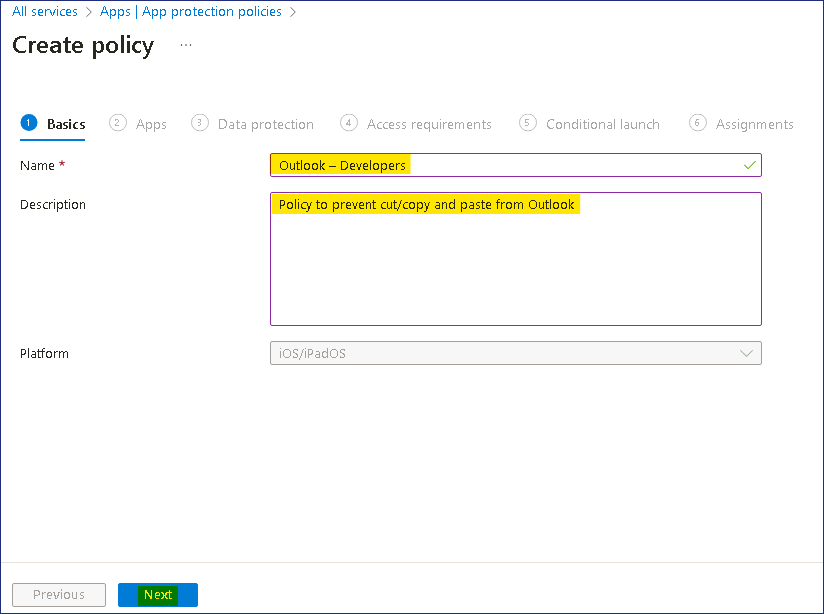 All services > Apps | App protection policies >
Create policy ...
1 Basics 2 Apps 3 Data protection 4 Access requirements 5 Conditional launch 6 Assignments
Name * Outlook – Developers
Description Policy to prevent cut/copy and paste from Outlook
Platform iOS/iPadOS
Previous Next